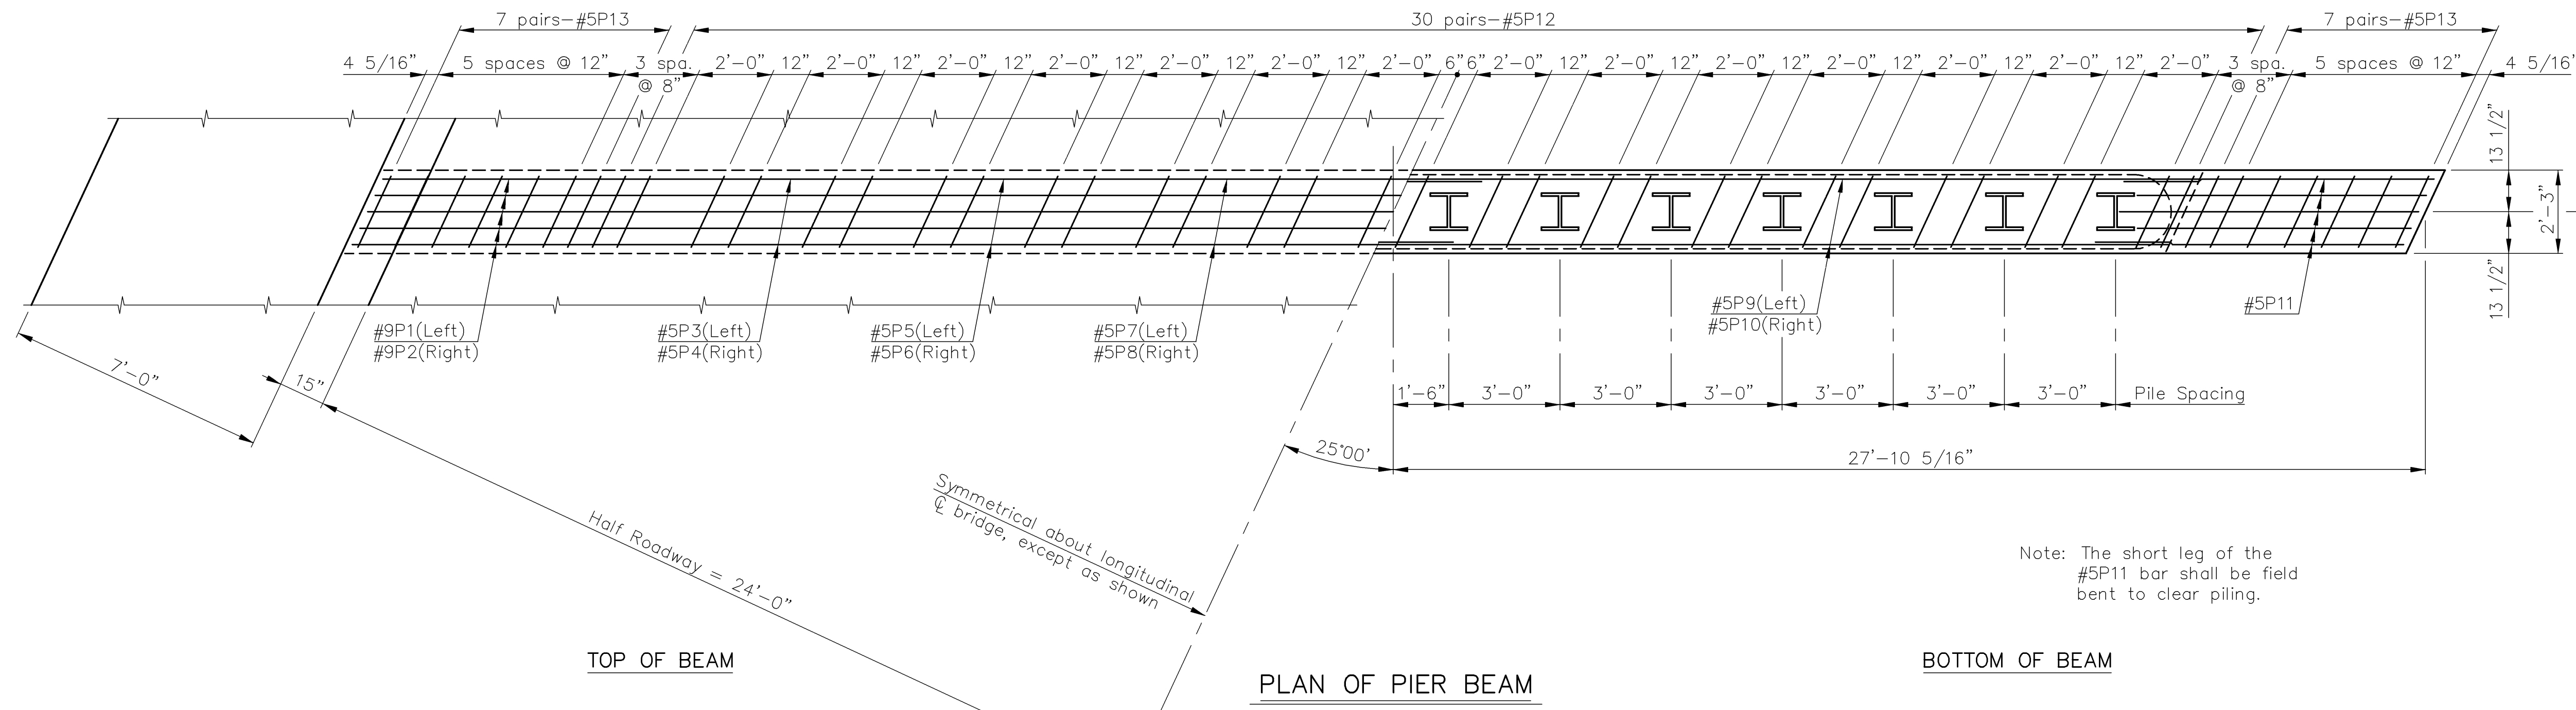 7 pairs-#5P13 30 pairs-#5P12 7 pairs-#5P13
4 5/16" 5 spaces @ 12" 3 spa. 2'-0" 12" 2'-0" 12" 2'-0" 12" 2'-0" 12" 2'-0" 12" 2'-0" 12" 2'-0" 6" 6" 2'-0" 12" 2'-0" 12" 2'-0" 12" 2'-0" 12" 2'-0" 12" 2'-0" 12" 2'-0" 3 spa. 5 spaces @ 12" 4 5/16"
@ 8" @ 8"
13 1/2"
2'-3"
13 1/2"
#9P1(Left) #5P3(Left) #5P5(Left) #5P7(Left) #5P9(Left) #5P11
#9P2(Right) #5P4(Right) #5P6(Right) #5P8(Right) #5P10(Right)
7'-0"
15"
1'-6" 3'-0" 3'-0" 3'-0" 3'-0" 3'-0" 3'-0" Pile Spacing
25°00'
27'-10 5/16"
Half Roadway = 24'-0"
Symmetrical about longitudinal
℄ bridge, except as shown
Note: The short leg of the
#5P11 bar shall be field
bent to clear piling.
TOP OF BEAM
BOTTOM OF BEAM
PLAN OF PIER BEAM